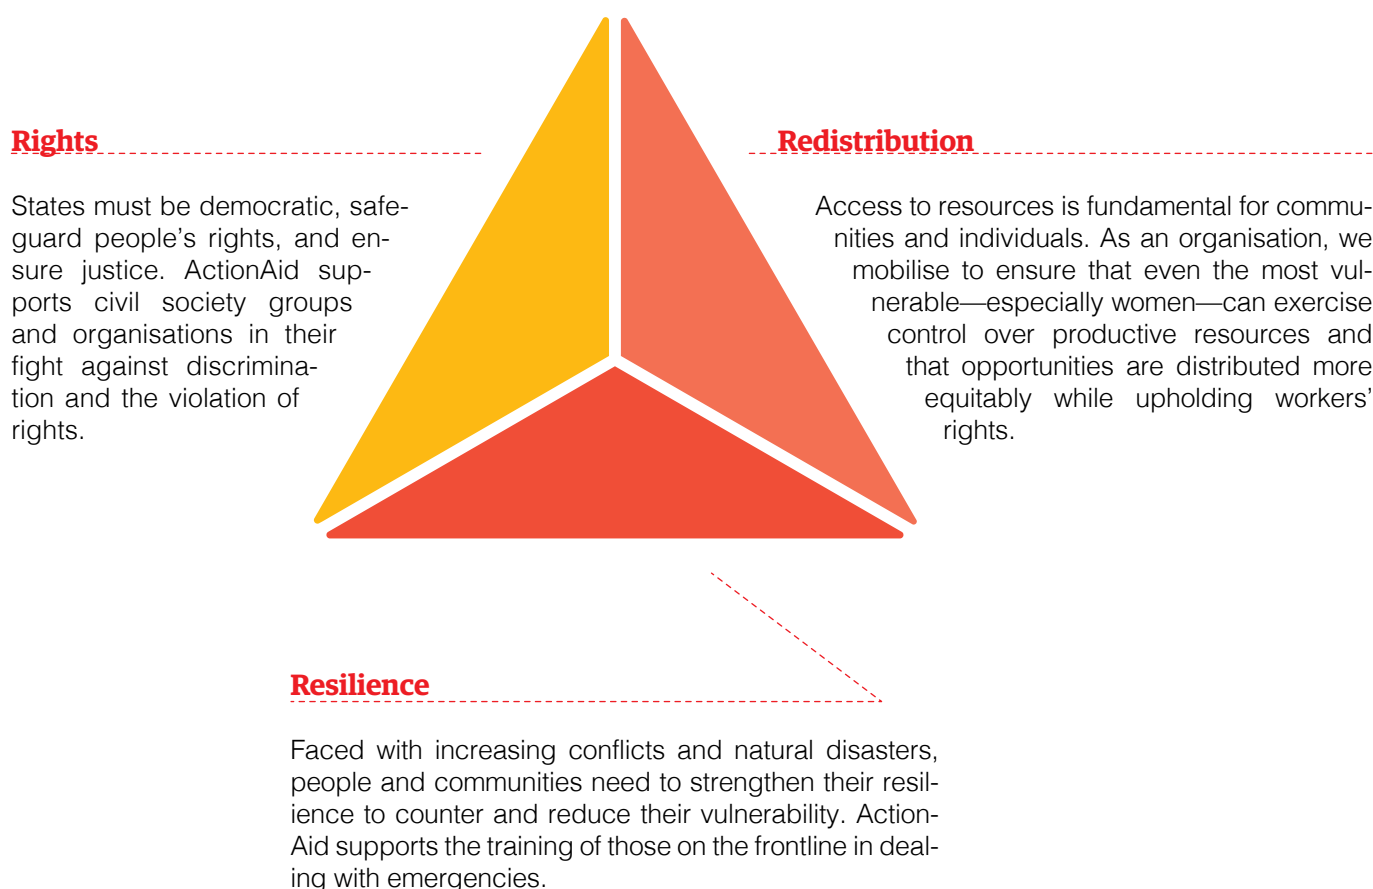 Rights
States must be democratic, safe-
guard people's rights, and en-
sure justice. ActionAid sup-
ports civil society groups
and organisations in their
fight against discrimina-
tion and the violation of
rights.
Redistribution
Access to resources is fundamental for commu-
nities and individuals. As an organisation, we
mobilise to ensure that even the most vul-
nerable—especially women—can exercise
control over productive resources and
that opportunities are distributed more
equitably while upholding workers'
rights.
Resilience
Faced with increasing conflicts and natural disasters,
people and communities need to strengthen their resil-
ience to counter and reduce their vulnerability. Action-
Aid supports the training of those on the frontline in deal-
ing with emergencies.